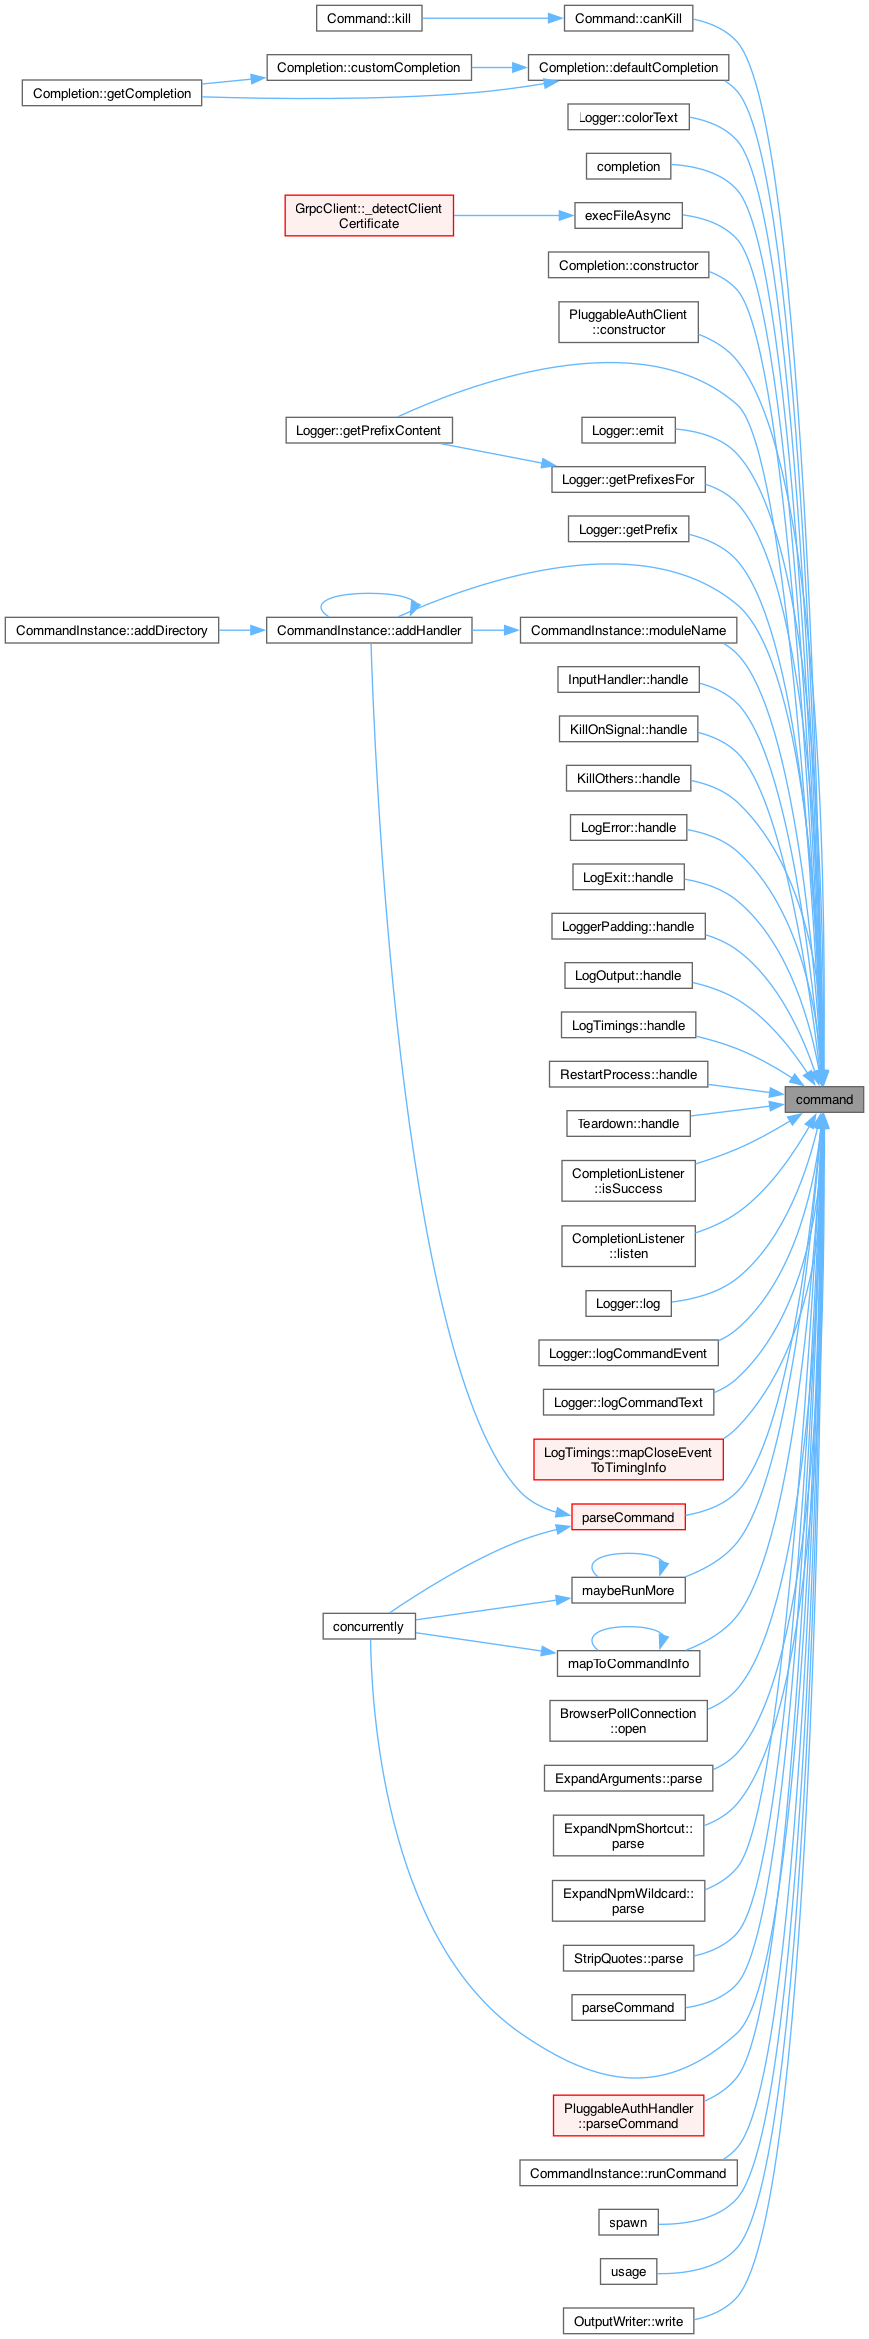 Command::kill
Command::canKill
Completion::customCompletion
Completion::defaultCompletion
Completion::getCompletion
Logger::colorText
completion
GrpcClient::_detectClient
Certificate
execFileAsync
Completion::constructor
PluggableAuthClient
::constructor
Logger::getPrefixContent
Logger::emit
Logger::getPrefixesFor
Logger::getPrefix
CommandInstance::addDirectory
CommandInstance::addHandler
CommandInstance::moduleName
InputHandler::handle
KillOnSignal::handle
KillOthers::handle
LogError::handle
LogExit::handle
LoggerPadding::handle
LogOutput::handle
LogTimings::handle
RestartProcess::handle
command
Teardown::handle
CompletionListener
::isSuccess
CompletionListener
::listen
Logger::log
Logger::logCommandEvent
Logger::logCommandText
LogTimings::mapCloseEvent
ToTimingInfo
parseCommand
maybeRunMore
concurrently
mapToCommandInfo
BrowserPollConnection
::open
ExpandArguments::parse
ExpandNpmShortcut::
parse
ExpandNpmWildcard::
parse
StripQuotes::parse
parseCommand
PluggableAuthHandler
::parseCommand
CommandInstance::runCommand
spawn
usage
OutputWriter::write